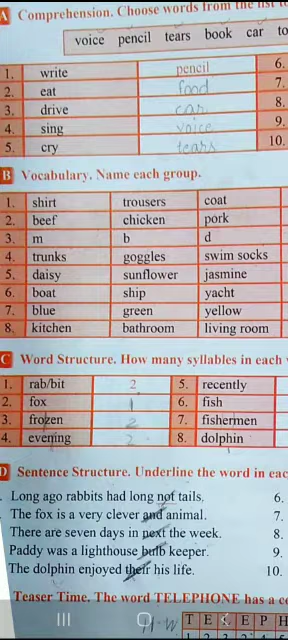 A Comprehension. Choose words from the list to
voice pencil tears book car to
1. write pencil 6.
2. eat food 7.
3. drive car 8.
4. sing voice 9.
5. cry tears 10.
B Vocabulary. Name each group.
1. shirt trousers coat
2. beef chicken pork
3. m b d
4. trunks goggles swim socks
5. daisy sunflower jasmine
6. boat ship yacht
7. blue green yellow
8. kitchen bathroom living room
C Word Structure. How many syllables in each
1. rab/bit 2 5. recently
2. fox 1 6. fish
3. frozen 2 7. fishermen
4. evening 2 8. dolphin
D Sentence Structure. Underline the word in eac
Long ago rabbits had long not tails. 6.
The fox is a very clever and animal. 7.
There are seven days in next the week. 8.
Paddy was a lighthouse bulb keeper. 9.
The dolphin enjoyed their his life. 10.
Teaser Time. The word TELEPHONE has a c
H.W T E L E P H